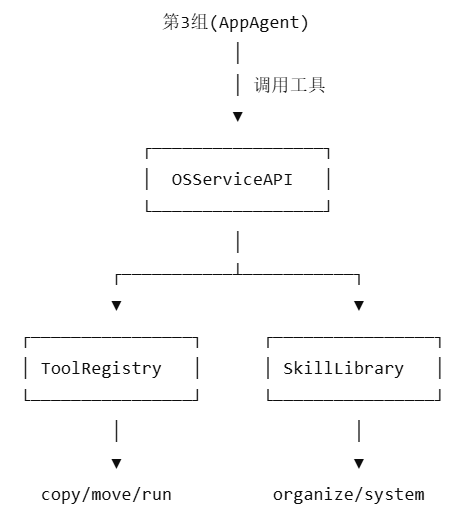 第3组(AppAgent)
调用工具
OSServiceAPI
ToolRegistry SkillLibrary
copy/move/run organize/system